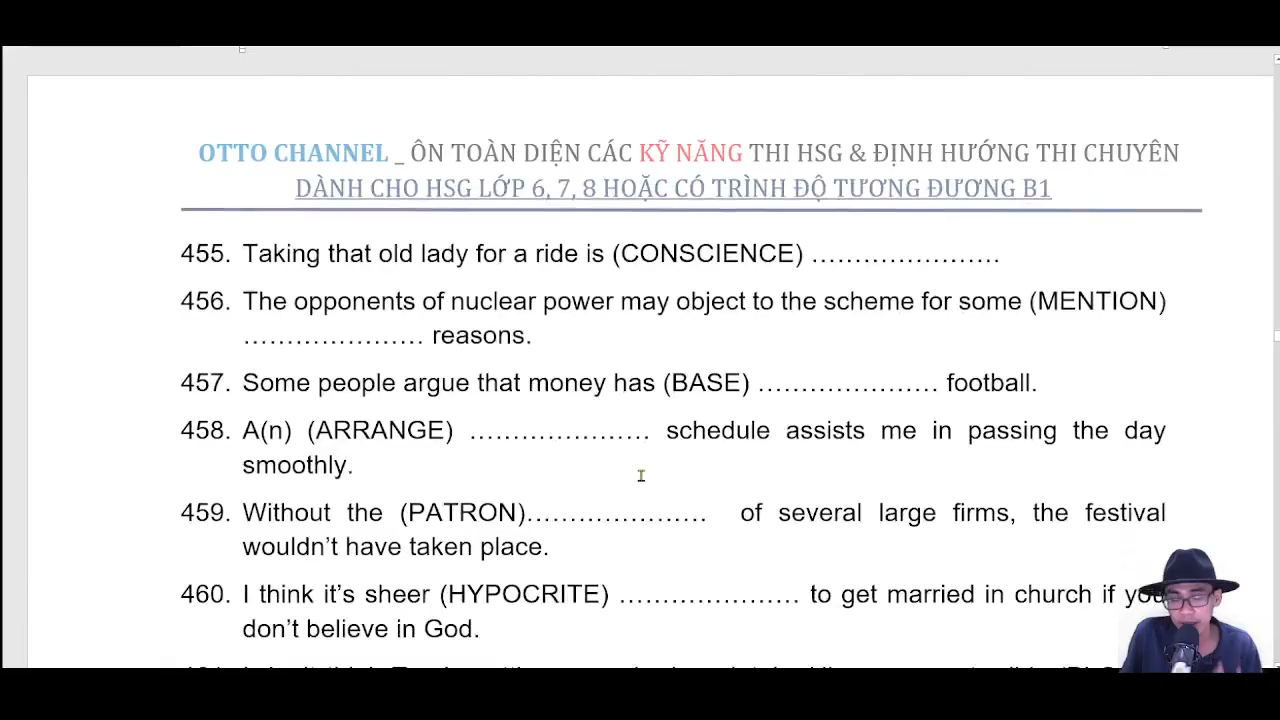 OTTO CHANNEL _ ÔN TOÀN DIỆN CÁC KỸ NĂNG THI HSG & ĐỊNH HƯỚNG THI CHUYÊN
DÀNH CHO HSG LỚP 6, 7, 8 HOẶC CÓ TRÌNH ĐỘ TƯƠNG ĐƯƠNG B1
455. Taking that old lady for a ride is (CONSCIENCE) ......................
456. The opponents of nuclear power may object to the scheme for some (MENTION)
..................... reasons.
457. Some people argue that money has (BASE) ..................... football.
458. A(n) (ARRANGE) ..................... schedule assists me in passing the day
smoothly.
459. Without the (PATRON)..................... of several large firms, the festival
wouldn't have taken place.
460. I think it's sheer (HYPOCRITE) ..................... to get married in church if you
don't believe in God.